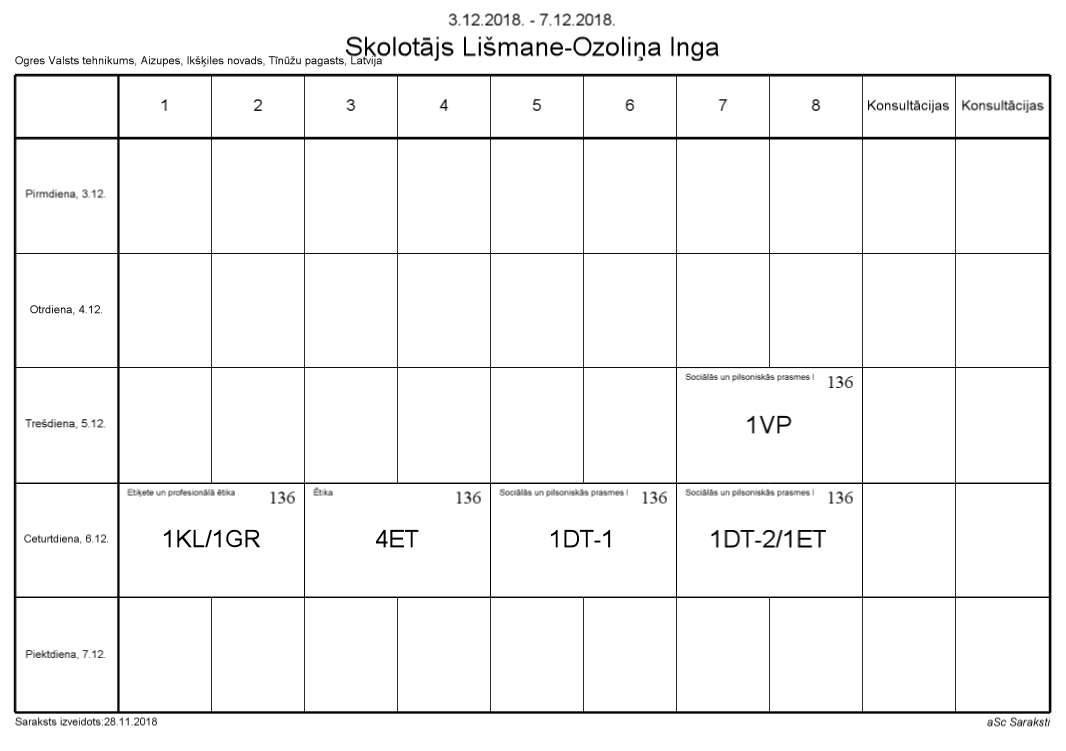 3.12.2018. - 7.12.2018.
Skolotājs Lišmane-Ozoliņa Inga
Ogres Valsts tehnikums, Aizupes, Ikšķiles novads, Tīnūžu pagasts, Latvija
1 2 3 4 5 6 7 8 Konsultācijas Konsultācijas
Pirmdiena, 3.12.
Otrdiena, 4.12.
Sociālās un pilsoniskās prasmes I 136
Trešdiena, 5.12. 1VP
Etiķete un profesionālā ētika 136 Ētika 136 Sociālās un pilsoniskās prasmes I 136 Sociālās un pilsoniskās prasmes I 136
Ceturtdiena, 6.12. 1KL/1GR 4ET 1DT-1 1DT-2/1ET
Piektdiena, 7.12.
Saraksts izveidots:28.11.2018 aSc Saraksti